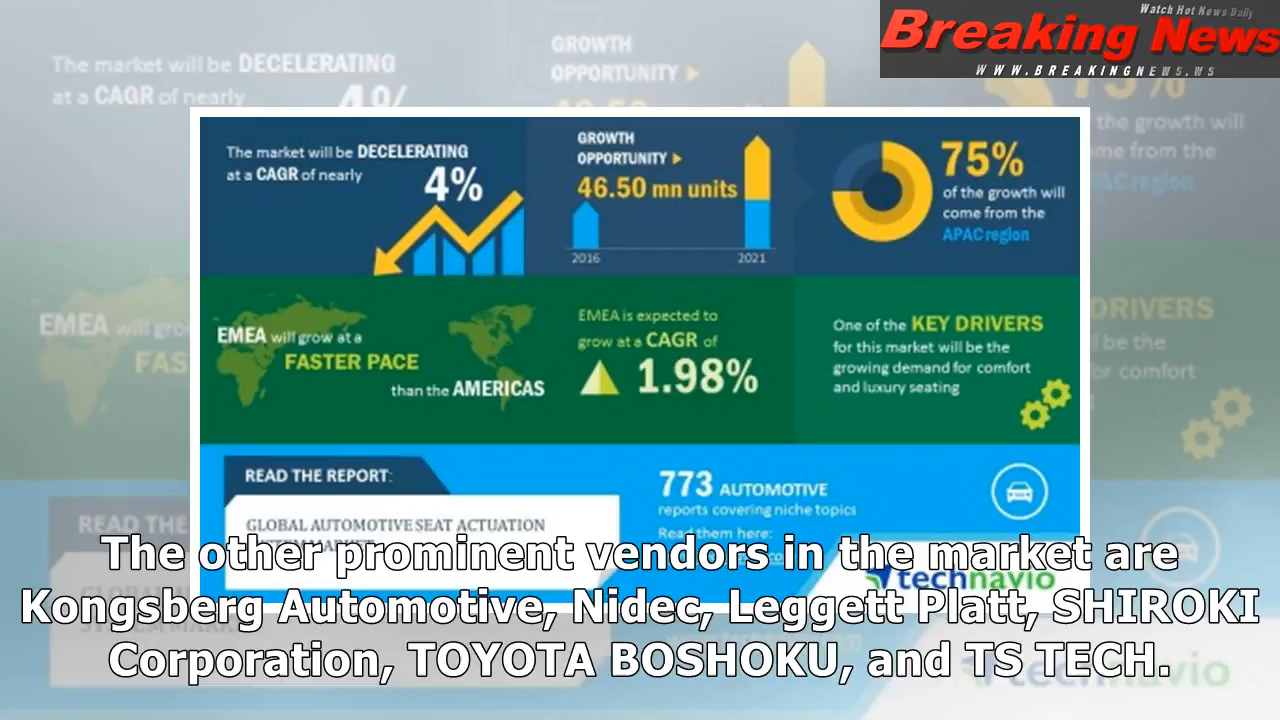 Watch Hot News Daily
Breaking News
WWW.BREAKINGNEWS.WS
The market will be DECELERATING
at a CAGR of nearly
4%
GROWTH
OPPORTUNITY
46.50 mn units
2016
2021
75%
of the growth will
come from the
APAC region
EMEA will grow at a
FASTER PACE
than the AMERICAS
EMEA is expected to
grow at a CAGR of
1.98%
One of the KEY DRIVERS
for this market will be the
growing demand for comfort
and luxury seating
READ THE REPORT:
GLOBAL AUTOMOTIVE SEAT ACTUATION
773 AUTOMOTIVE
reports covering niche topics
Read them here:
technavio
The other prominent vendors in the market are
Kongsberg Automotive, Nidec, Leggett Platt, SHIROKI
Corporation, TOYOTA BOSHOKU, and TS TECH.